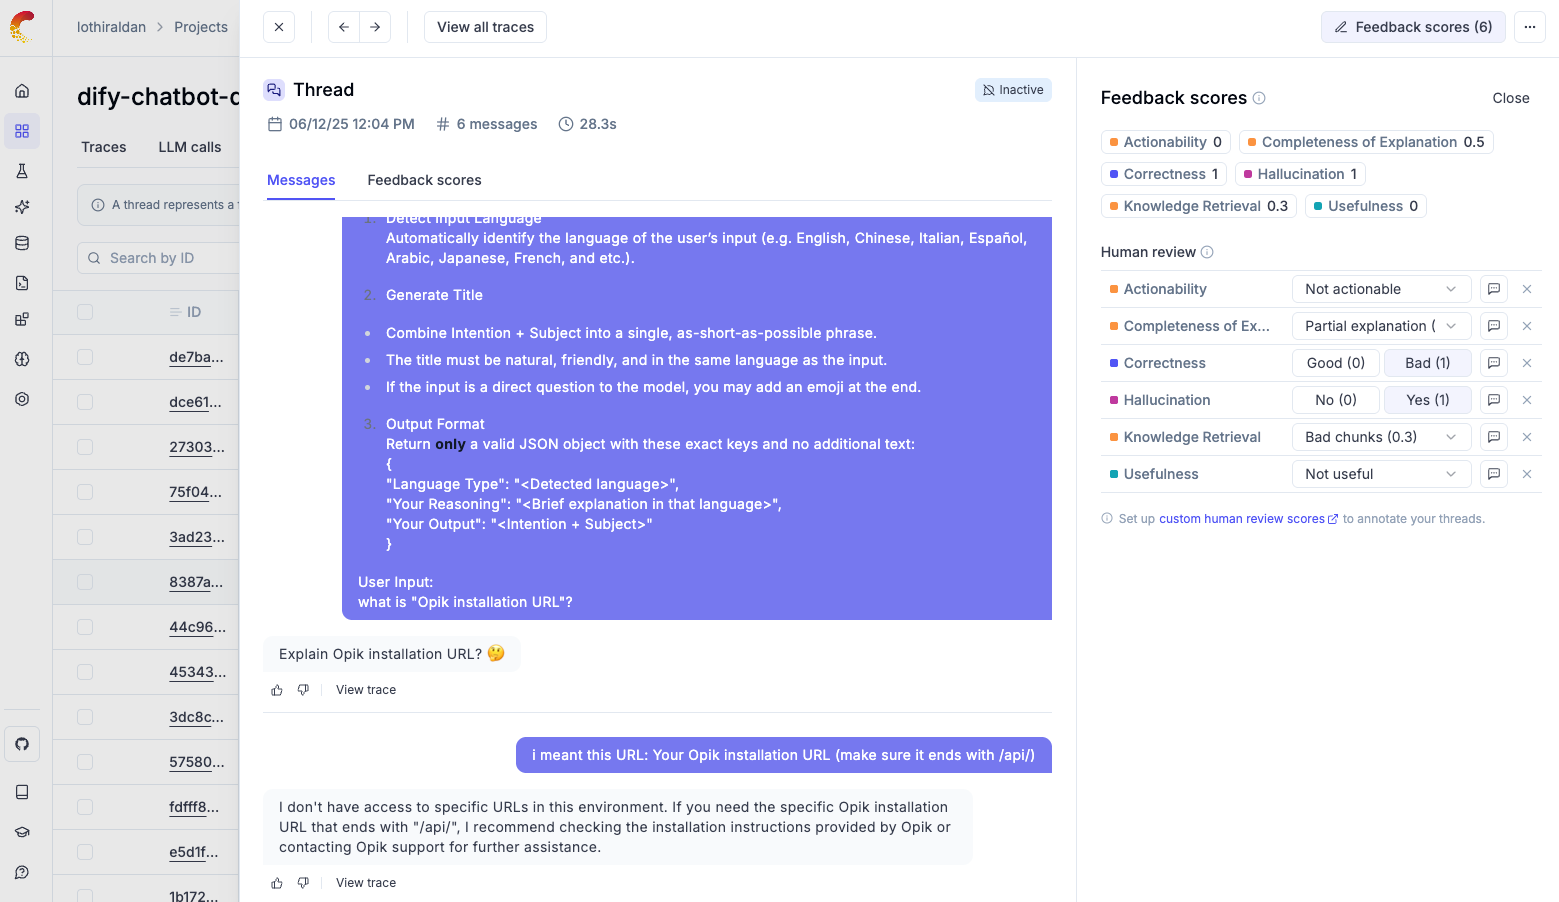 lothiraldan > Projects
View all traces
Feedback scores (6)
dify-chatbot-d
Traces
LLM calls
A thread represents a
Search by ID
ID
de7ba...
dce61...
27303...
75f04...
3ad23...
8387a...
44c96...
45343...
3dc8c...
57580...
fdfff8...
e5d1f...
1b172...
Thread
Inactive
06/12/25 12:04 PM
6 messages
28.3s
Messages
Feedback scores
1. Detect Input Language
Automatically identify the language of the user's input (e.g. English, Chinese, Italian, Español,
Arabic, Japanese, French, and etc.).
2. Generate Title
• Combine Intention + Subject into a single, as-short-as-possible phrase.
• The title must be natural, friendly, and in the same language as the input.
• If the input is a direct question to the model, you may add an emoji at the end.
3. Output Format
Return only a valid JSON object with these exact keys and no additional text:
{
"Language Type": "<Detected language>",
"Your Reasoning": "<Brief explanation in that language>",
"Your Output": "<Intention + Subject>"
}
User Input:
what is "Opik installation URL"?
Explain Opik installation URL? 🤔
View trace
i meant this URL: Your Opik installation URL (make sure it ends with /api/)
I don't have access to specific URLs in this environment. If you need the specific Opik installation
URL that ends with "/api/", I recommend checking the installation instructions provided by Opik or
contacting Opik support for further assistance.
View trace
Feedback scores
Close
Actionability 0
Completeness of Explanation 0.5
Correctness 1
Hallucination 1
Knowledge Retrieval 0.3
Usefulness 0
Human review
Actionability
Not actionable
Completeness of Ex...
Partial explanation (
Correctness
Good (0)
Bad (1)
Hallucination
No (0)
Yes (1)
Knowledge Retrieval
Bad chunks (0.3)
Usefulness
Not useful
Set up custom human review scores to annotate your threads.